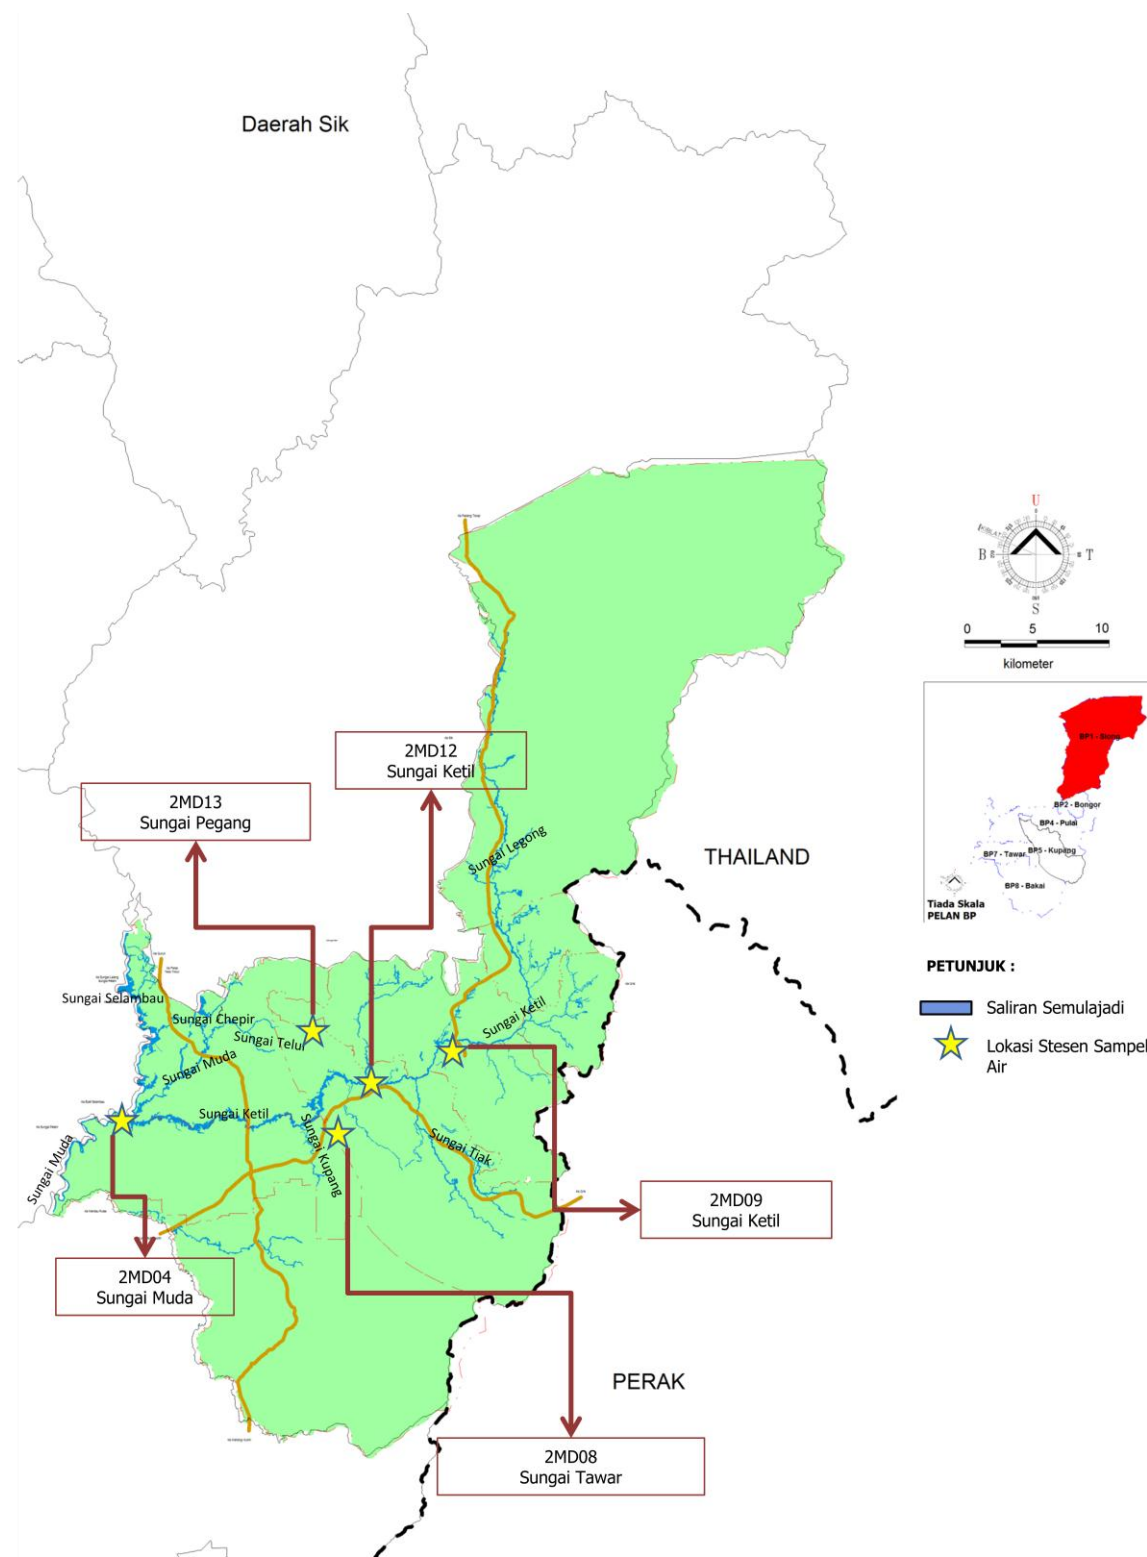 Daerah Sik
2MD12
Sungai Ketil
2MD13
Sungai Pegang
Sungai Legong
THAILAND
Sungai Selambau
Sungai Chepir
Sungai Telui
Sungai Muda
Sungai Ketil
Sungai Ketil
Sungai Kupang
Sungai Tiak
Sungai Muda
2MD09
Sungai Ketil
2MD04
Sungai Muda
PERAK
2MD08
Sungai Tawar
U
KIBLAT
B
T
S
0 5 10
kilometer
BP1 - Siong
BP2 - Bongor
BP4 - Pulai
BP5 - Kupang
BP7 - Tawar
BP8 - Bakai
Tiada Skala
PELAN BP
PETUNJUK :
Saliran Semulajadi
Lokasi Stesen Sampel
Air